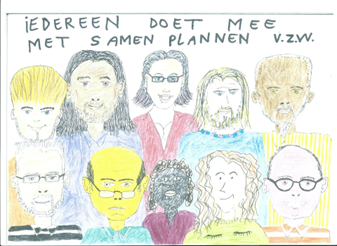 iEDEREEN DOET MEE
MET SAMEN PLANNEN V.Z.W.